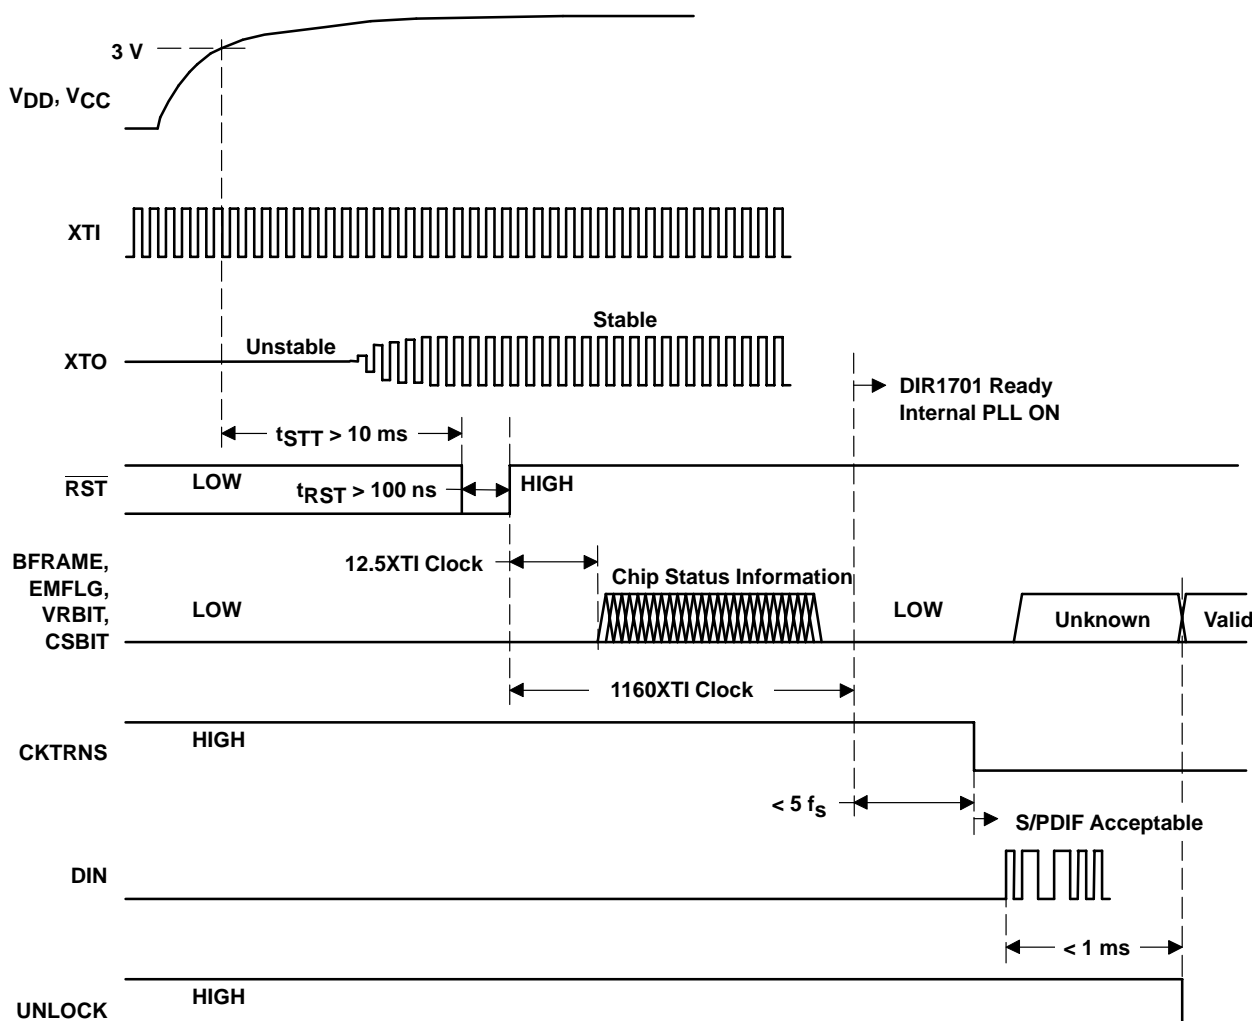 3 V
VDD, VCC
XTI
Stable
Unstable
XTO
DIR1701 Ready
Internal PLL ON
tSTT > 10 ms
RST
LOW
HIGH
tRST > 100 ns
BFRAME,
EMFLG,
VRBIT,
CSBIT
12.5XTI Clock
Chip Status Information
LOW
LOW
Unknown
Valid
1160XTI Clock
HIGH
CKTRNS
< 5 fs
S/PDIF Acceptable
DIN
< 1 ms
HIGH
UNLOCK